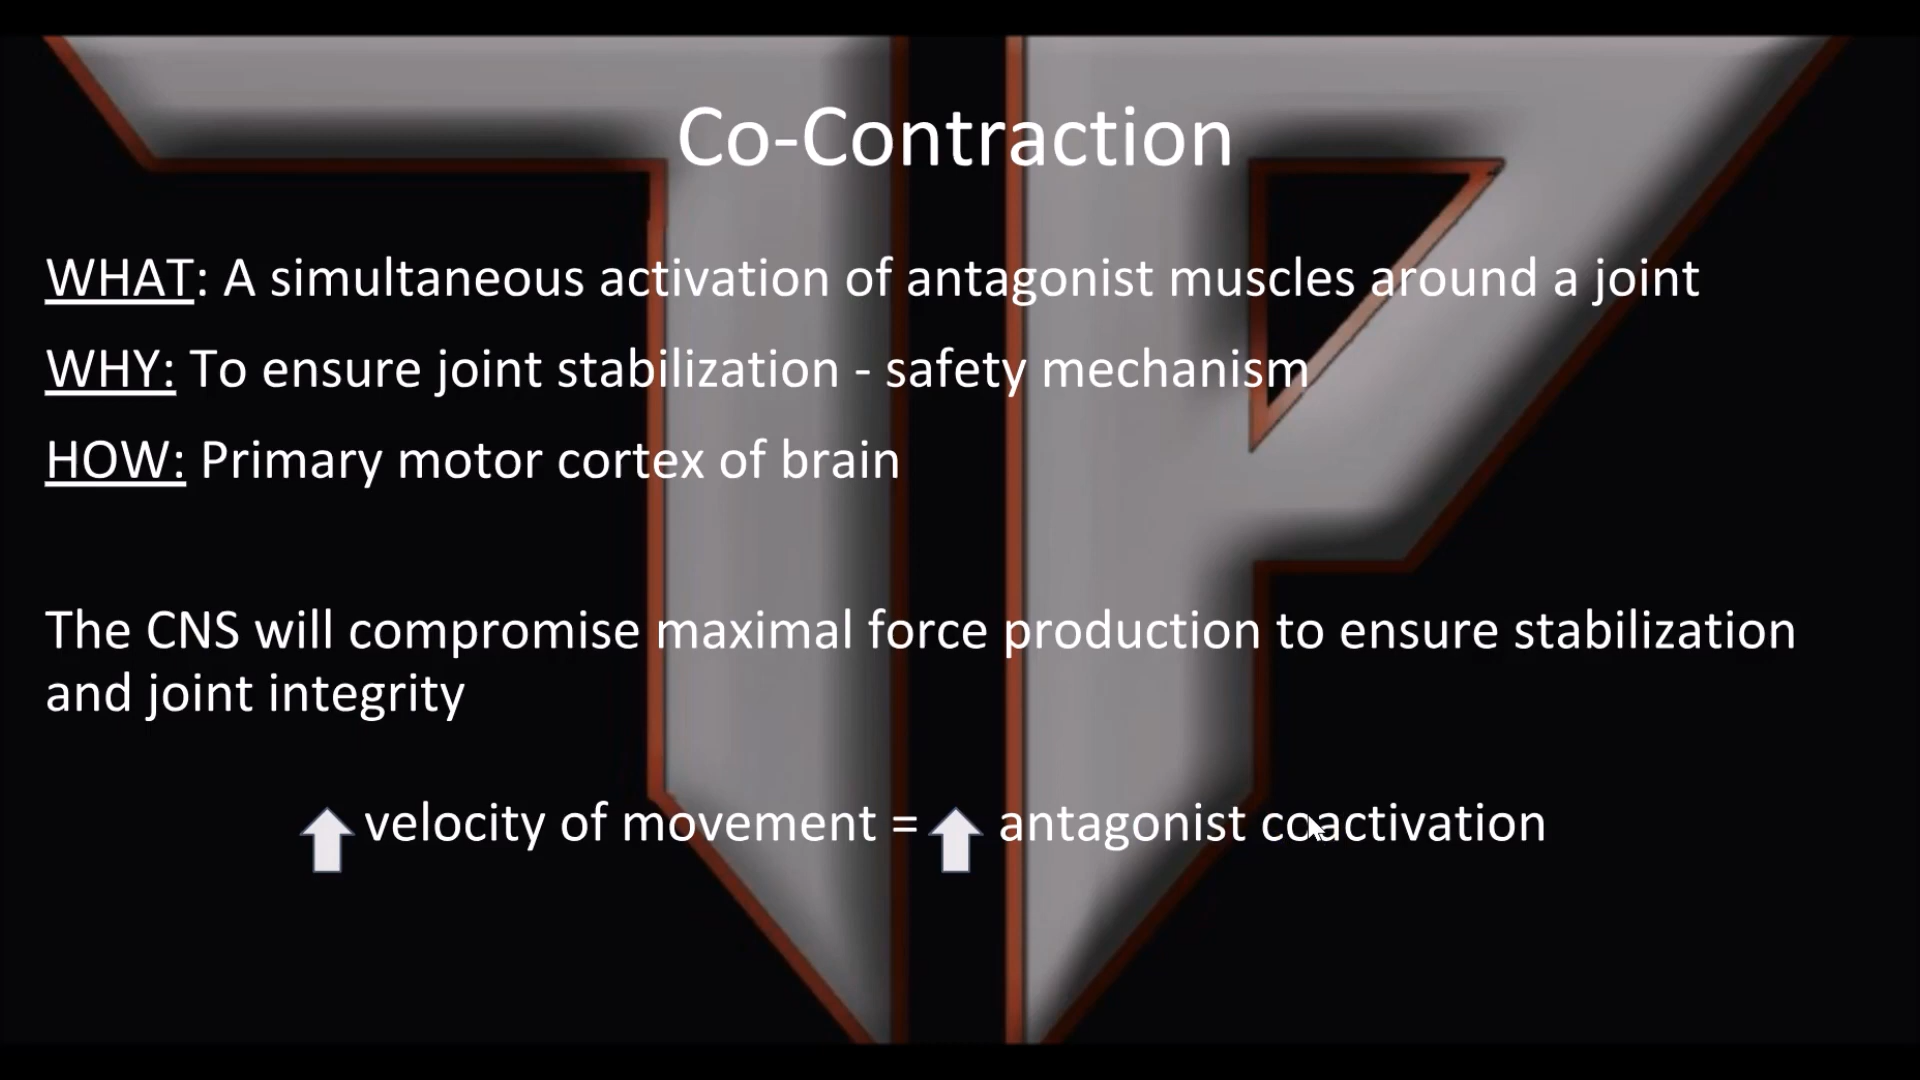 Co-Contraction
WHAT: A simultaneous activation of antagonist muscles around a joint
WHY: To ensure joint stabilization - safety mechanism
HOW: Primary motor cortex of brain
The CNS will compromise maximal force production to ensure stabilization
and joint integrity
velocity of movement = antagonist coactivation